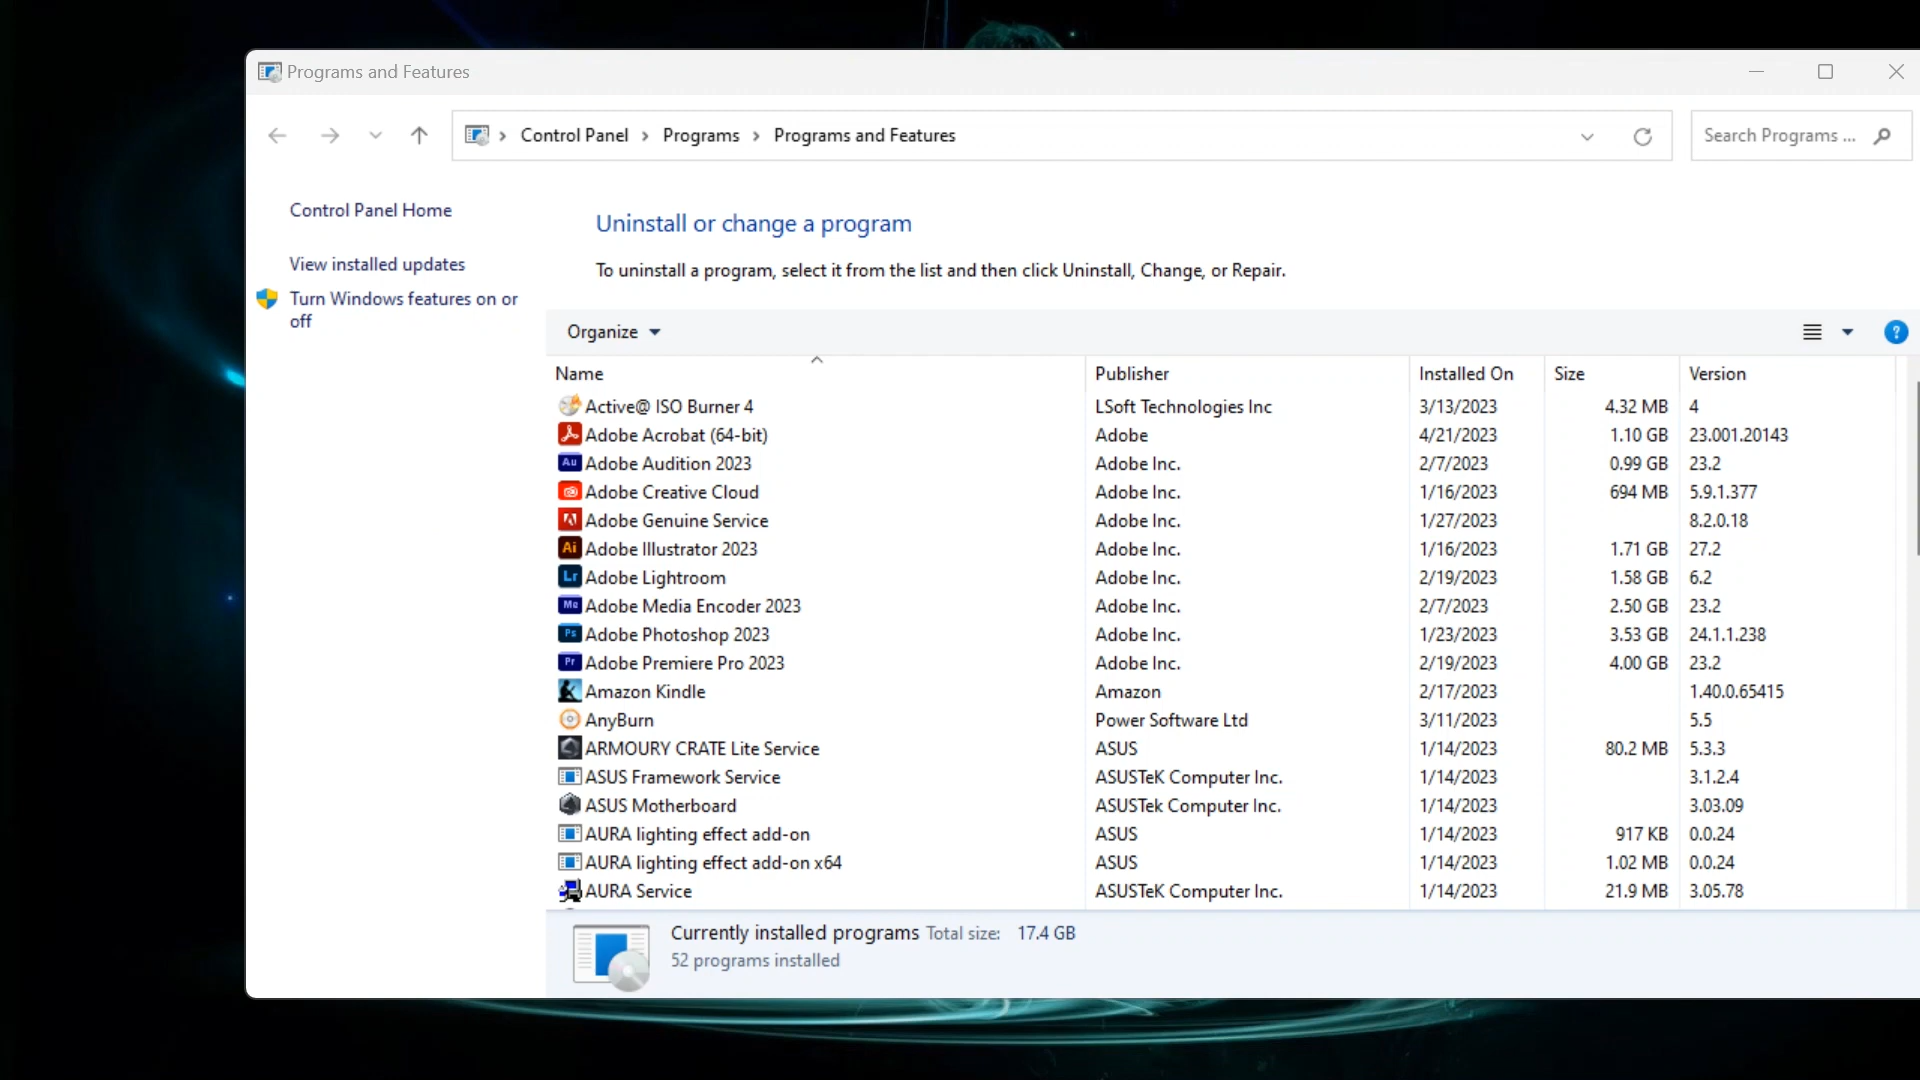 Programs and Features
Control Panel > Programs > Programs and Features
Search Programs ...
Control Panel Home
View installed updates
Turn Windows features on or
off
Uninstall or change a program
To uninstall a program, select it from the list and then click Uninstall, Change, or Repair.
Organize
?
Name Publisher Installed On Size Version
Active@ ISO Burner 4 LSoft Technologies Inc 3/13/2023 4.32 MB 4
Adobe Acrobat (64-bit) Adobe 4/21/2023 1.10 GB 23.001.20143
Au Adobe Audition 2023 Adobe Inc. 2/7/2023 0.99 GB 23.2
Adobe Creative Cloud Adobe Inc. 1/16/2023 694 MB 5.9.1.377
Adobe Genuine Service Adobe Inc. 1/27/2023 8.2.0.18
Ai Adobe Illustrator 2023 Adobe Inc. 1/16/2023 1.71 GB 27.2
Lr Adobe Lightroom Adobe Inc. 2/19/2023 1.58 GB 6.2
Me Adobe Media Encoder 2023 Adobe Inc. 2/7/2023 2.50 GB 23.2
Ps Adobe Photoshop 2023 Adobe Inc. 1/23/2023 3.53 GB 24.1.1.238
Pr Adobe Premiere Pro 2023 Adobe Inc. 2/19/2023 4.00 GB 23.2
Amazon Kindle Amazon 2/17/2023 1.40.0.65415
AnyBurn Power Software Ltd 3/11/2023 5.5
ARMOURY CRATE Lite Service ASUS 1/14/2023 80.2 MB 5.3.3
ASUS Framework Service ASUSTeK Computer Inc. 1/14/2023 3.1.2.4
ASUS Motherboard ASUSTek Computer Inc. 1/14/2023 3.03.09
AURA lighting effect add-on ASUS 1/14/2023 917 KB 0.0.24
AURA lighting effect add-on x64 ASUS 1/14/2023 1.02 MB 0.0.24
AURA Service ASUSTeK Computer Inc. 1/14/2023 21.9 MB 3.05.78
Currently installed programs Total size: 17.4 GB
52 programs installed